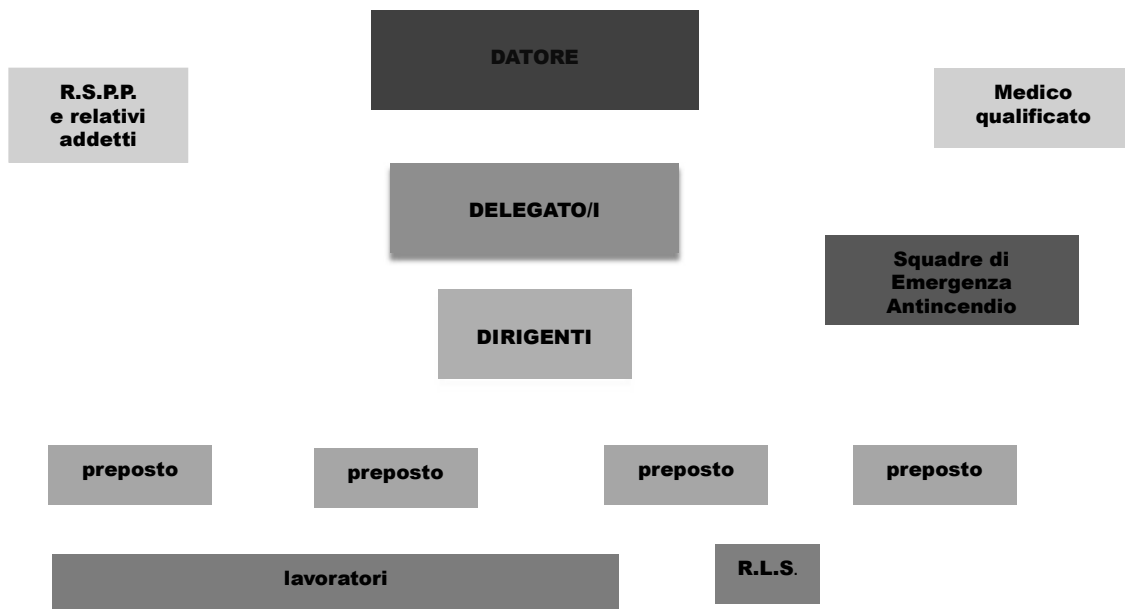 DATORE
R.S.P.P.
e relativi
addetti
Medico
qualificato
DELEGATO/I
Squadre di
Emergenza
Antincendio
DIRIGENTI
preposto
preposto
preposto
preposto
lavoratori
R.L.S.